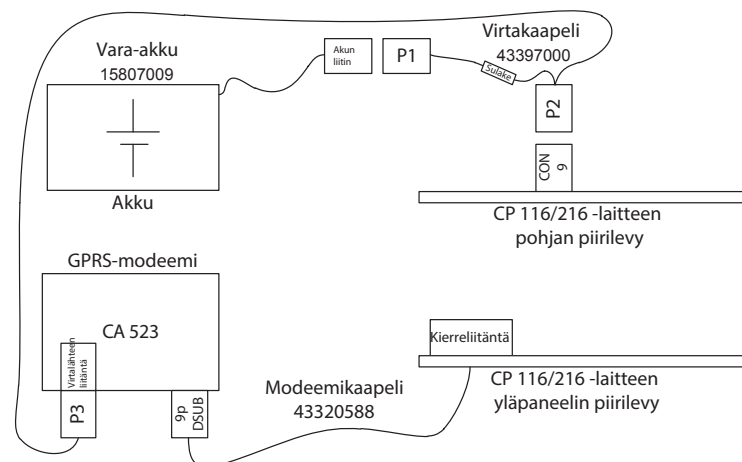 Vara-akku
15807009
Akku
Akun
liitin
P1
Sulake
Virtakaapeli
43397000
P2
CON
9
CP 116/216 -laitteen
pohjan piirilevy
GPRS-modeemi
CA 523
Virtalähteen
liitäntä
P3
9p
DSUB
Modeemikaapeli
43320588
Kierreliitäntä
CP 116/216 -laitteen
yläpaneelin piirilevy